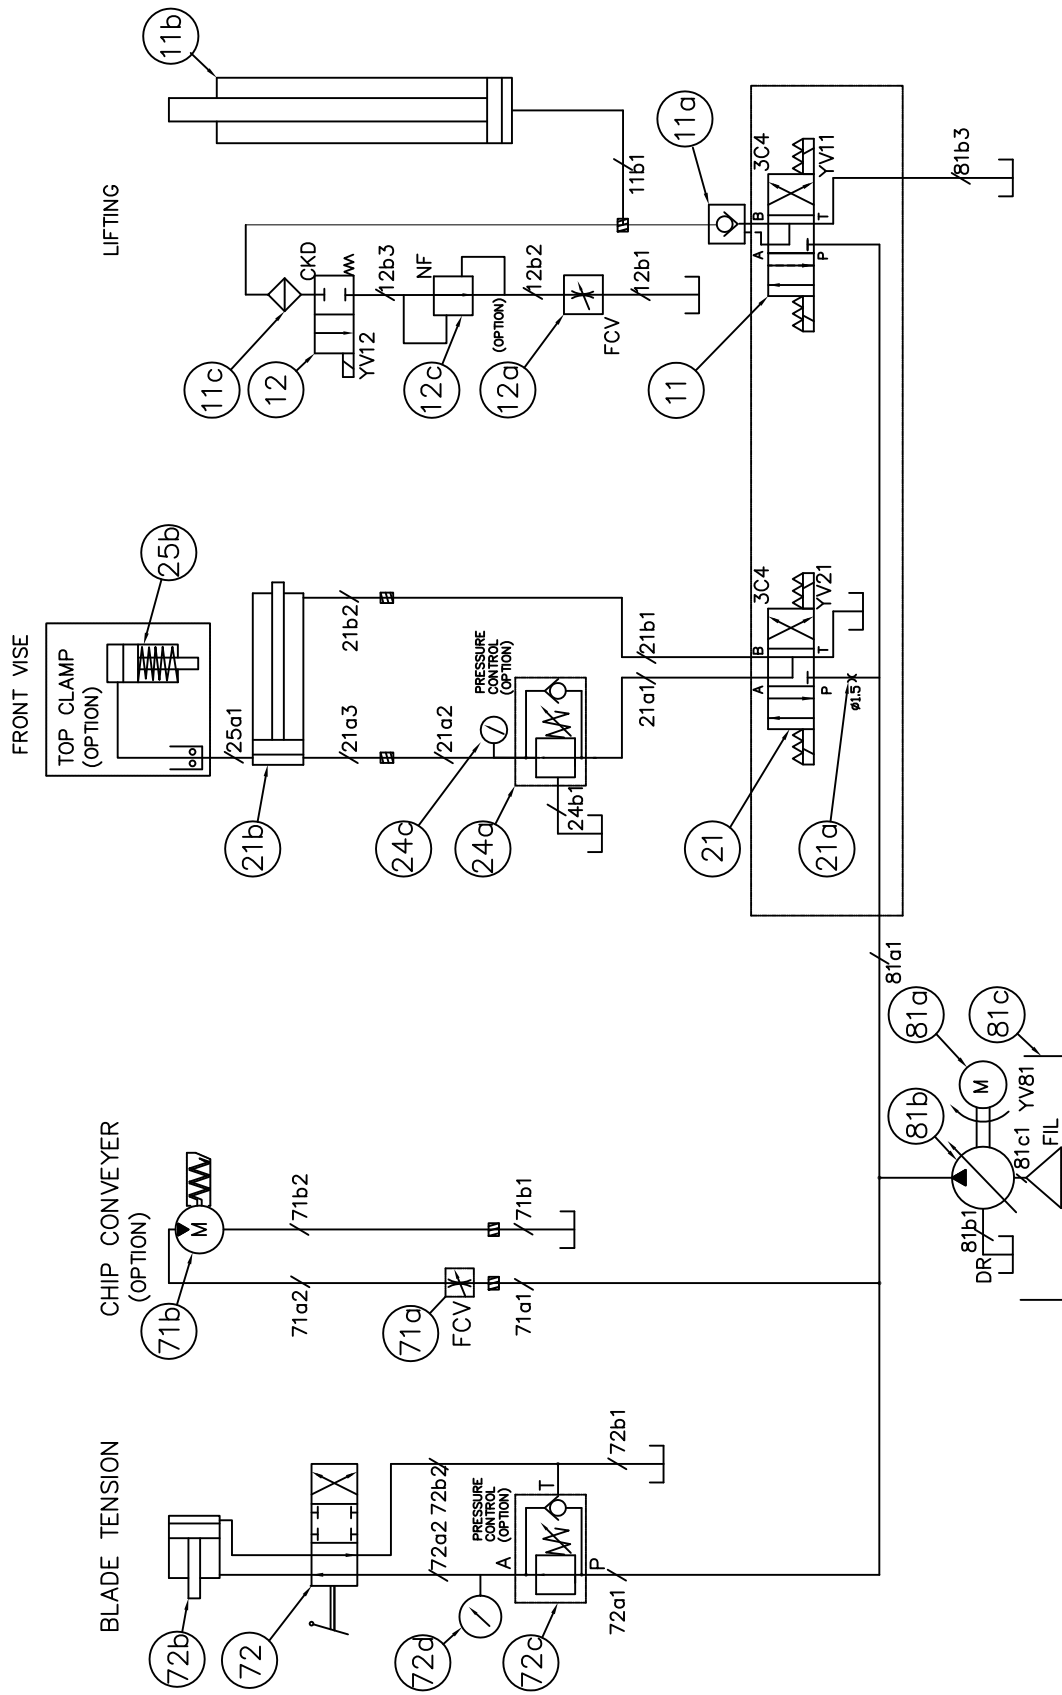 BLADE TENSION
72b
72
72d
72c
72a2
72b2
PRESSURE
CONTROL
(OPTION)
A
T
P
72a1
72b1
CHIP CONVEYER
(OPTION)
71b
M
71a2
71b2
71a
FCV
71a1
71b1
FRONT VISE
TOP CLAMP
(OPTION)
25b
25a1
21b
21a3
21b2
24c
21a2
PRESSURE
CONTROL
(OPTION)
24a
24b1
21a1
21b1
21
21a
A
B
P
T
3C4
YV21
ø1.5
LIFTING
11b
11c
CKD
12
YV12
12b3
NF
12c
(OPTION)
12b2
12a
FCV
12b1
11b1
11a
11
A
B
P
T
3C4
YV11
81b3
81a1
81a
M
81b
81c
YV81
81c1
FIL
81b1
DR